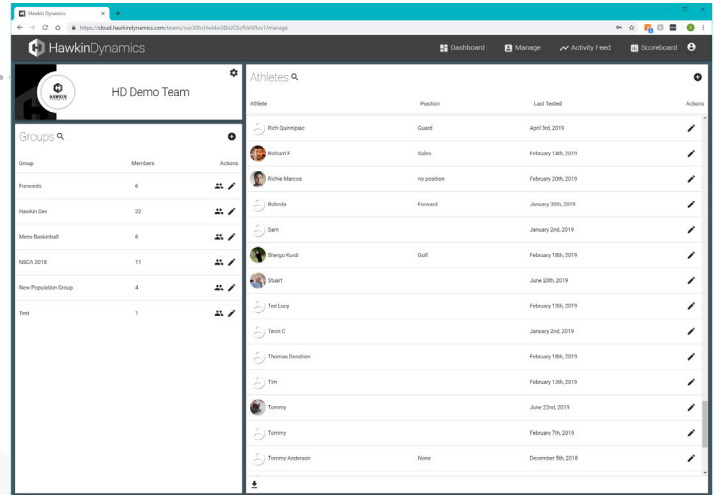 Hawkin Dynamics
https://cloud.hawkindynamics.com/teams/
/manage
HawkinDynamics
Dashboard
Manage
Activity Feed
Scoreboard
HAWKIN
HD Demo Team
Groups
Group Members Actions
Forwards 6
Hawkin Dev 22
Mens Basketball 6
NSCA 2018 11
New Population Group 4
Test 1
Athletes
Athlete Position Last Tested Actions
Rich Quinnipiac Guard April 3rd, 2019
Richard F Sales February 14th, 2019
Richie Marcos no position February 20th, 2019
Rohnda Forward January 30th, 2019
Sam January 2nd, 2019
Shengo Kurdi Golf February 18th, 2019
Stuart June 20th, 2019
Ted Lucy February 13th, 2019
Tevin C January 2nd, 2019
Thomas Dendrien February 18th, 2019
Tim February 13th, 2019
Tommy June 22nd, 2019
Tommy February 7th, 2019
Tommy Anderson None December 5th, 2018